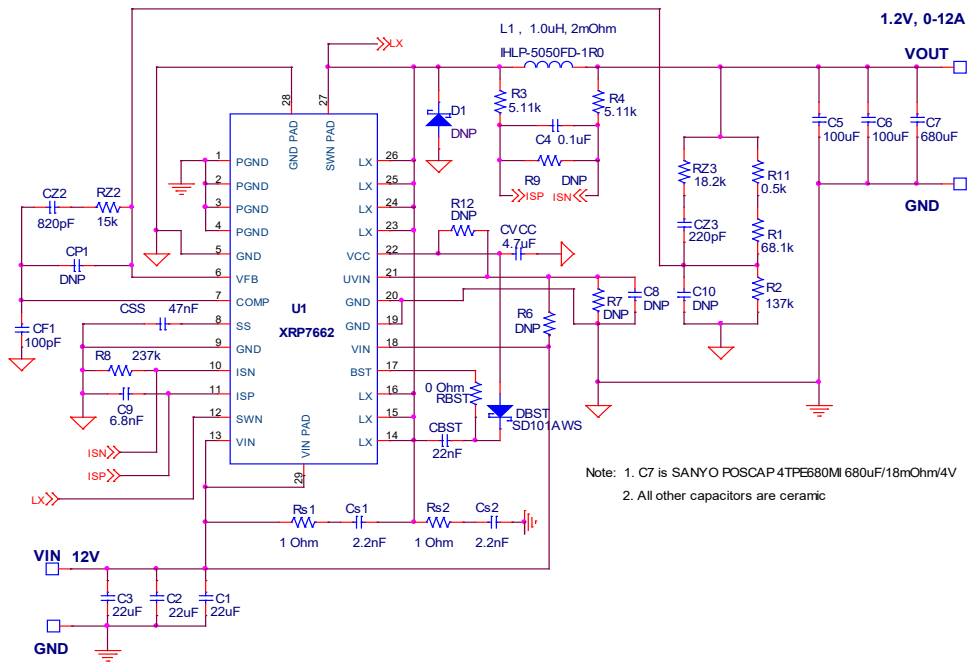 1.2V, 0-12A
VOUT
GND
L1 , 1.0uH, 2mOhm
IHLP-5050FD-1R0
LX
R3
5.11k
R4
5.11k
C4 0.1uF
R9 DNP
ISP ISN
D1
DNP
C5
100uF
C6
100uF
C7
680uF
28
27
GND PAD
SWN PAD
1 PGND
2 PGND
3 PGND
4 PGND
5 GND
6 VFB
7 COMP
8 SS
9 GND
10 ISN
11 ISP
12 SWN
13 VIN
U1
XRP7662
LX 26
LX 25
LX 24
LX 23
VCC 22
UVIN 21
GND 20
GND 19
VIN 18
BST 17
LX 16
LX 15
LX 14
VIN PAD
29
CZ2
820pF
RZ2
15k
CP1
DNP
CSS 47nF
CF1
100pF
R8 237k
C9
6.8nF
ISN
ISP
LX
R12
DNP
CVCC
4.7uF
R6
DNP
R7
DNP
C8
DNP
C10
DNP
RZ3
18.2k
CZ3
220pF
R11
0.5k
R1
68.1k
R2
137k
0 Ohm
RBST
CBST
22nF
DBST
SD101AWS
Note: 1. C7 is SANYO POSCAP 4TPE680MI 680uF/18mOhm/4V
2. All other capacitors are ceramic
Rs1
1 Ohm
Cs1
2.2nF
Rs2
1 Ohm
Cs2
2.2nF
VIN 12V
C3
22uF
C2
22uF
C1
22uF
GND